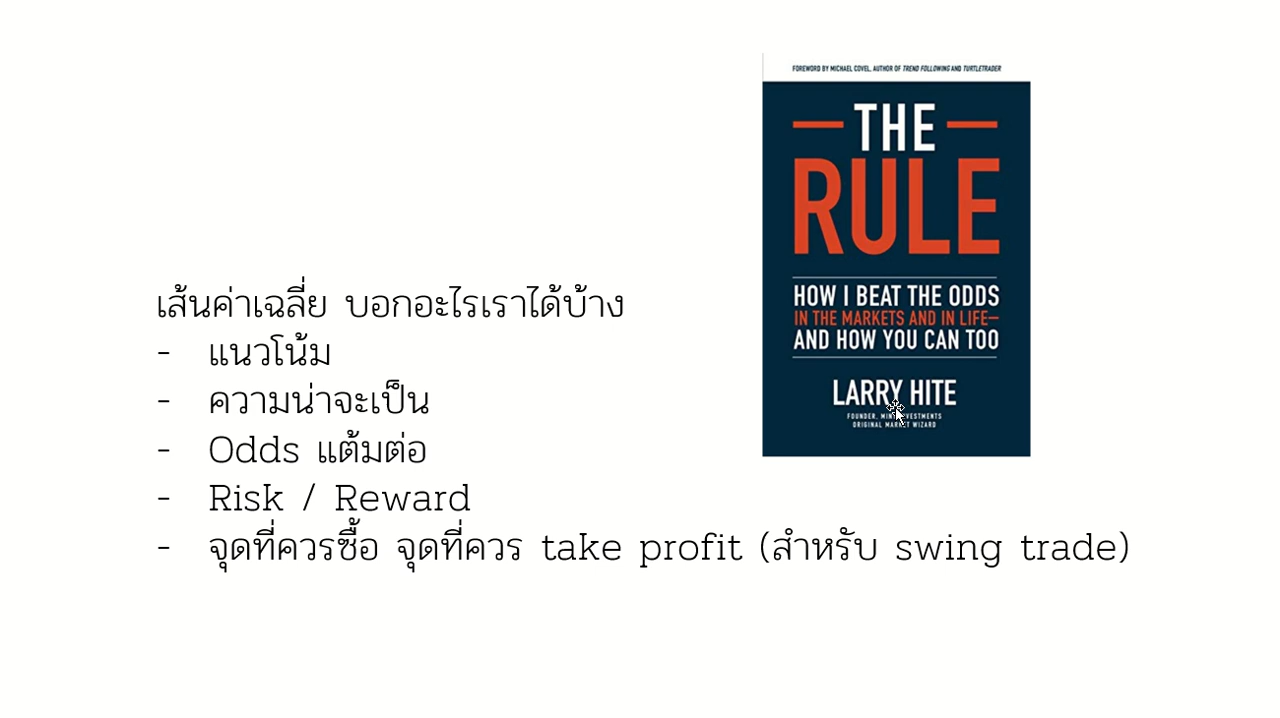 FOREWORD BY MICHAEL COVEL, AUTHOR OF TREND FOLLOWING AND TURTLETRADER
THE
RULE
HOW I BEAT THE ODDS
IN THE MARKETS AND IN LIFE—
AND HOW YOU CAN TOO
LARRY HITE
FOUNDER,
ORIGINAL MARKET WIZARD
เส้นค่าเฉลี่ย บอกอะไรเราได้บ้าง
- แนวโน้ม
- ความน่าจะเป็น
- Odds แต้มต่อ
- Risk / Reward
- จุดที่ควรซื้อ จุดที่ควร take profit (สำหรับ swing trade)